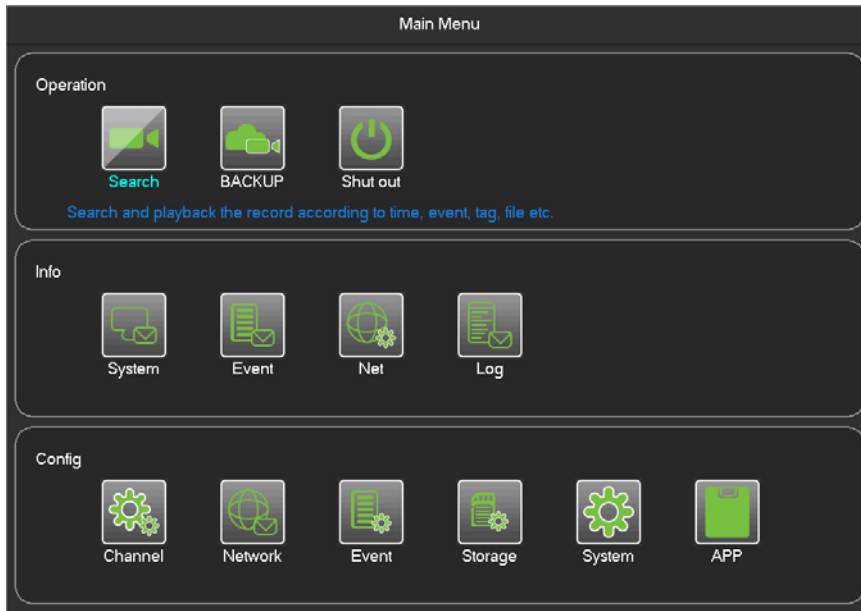 Main Menu
Operation
Search BACKUP Shut out
Search and playback the record according to time, event, tag, file etc.
Info
System Event Net Log
Config
Channel Network Event Storage System APP